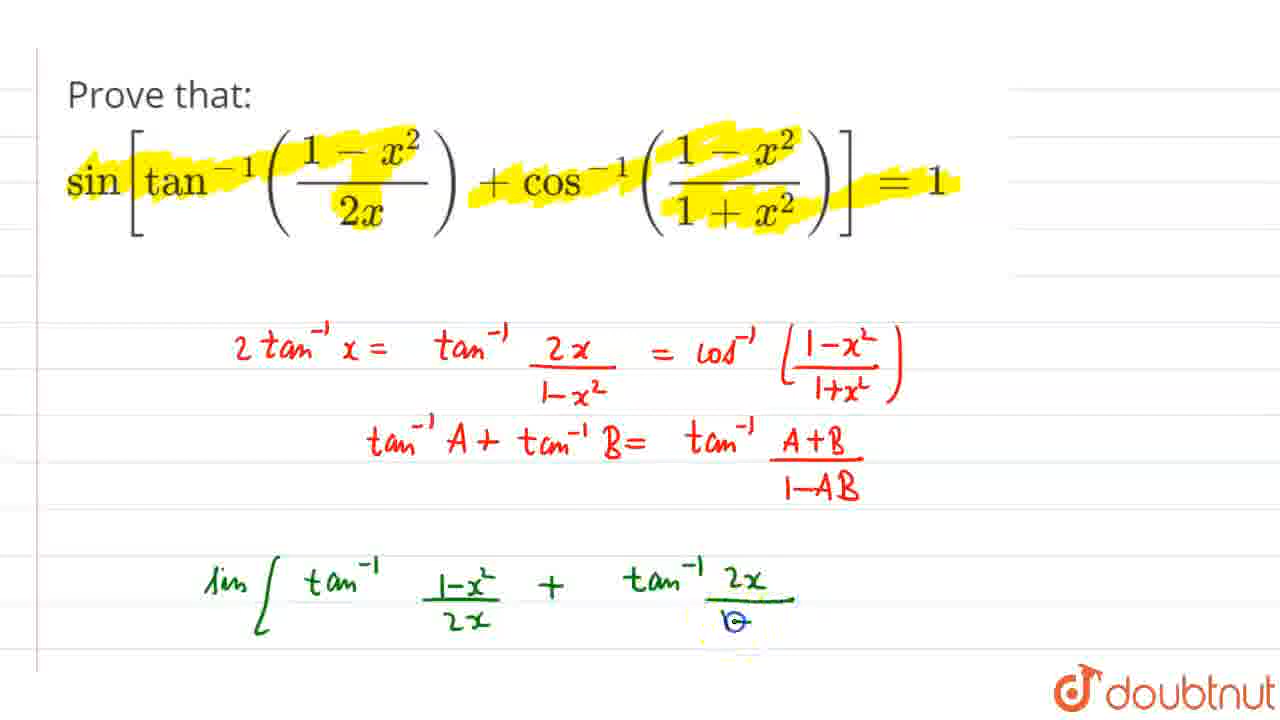 Prove that:
sin[tan⁻¹((1 − x²)/(2x)) + cos⁻¹((1 − x²)/(1 + x²))] = 1
2 tan⁻¹ x = tan⁻¹ 2x/(1−x²) = cos⁻¹ ((1−x²)/(1+x²))
tan⁻¹ A + tan⁻¹ B = tan⁻¹ (A+B)/(1−AB)
sin [ tan⁻¹ (1−x²)/(2x) + tan⁻¹ 2x/
doubtnut